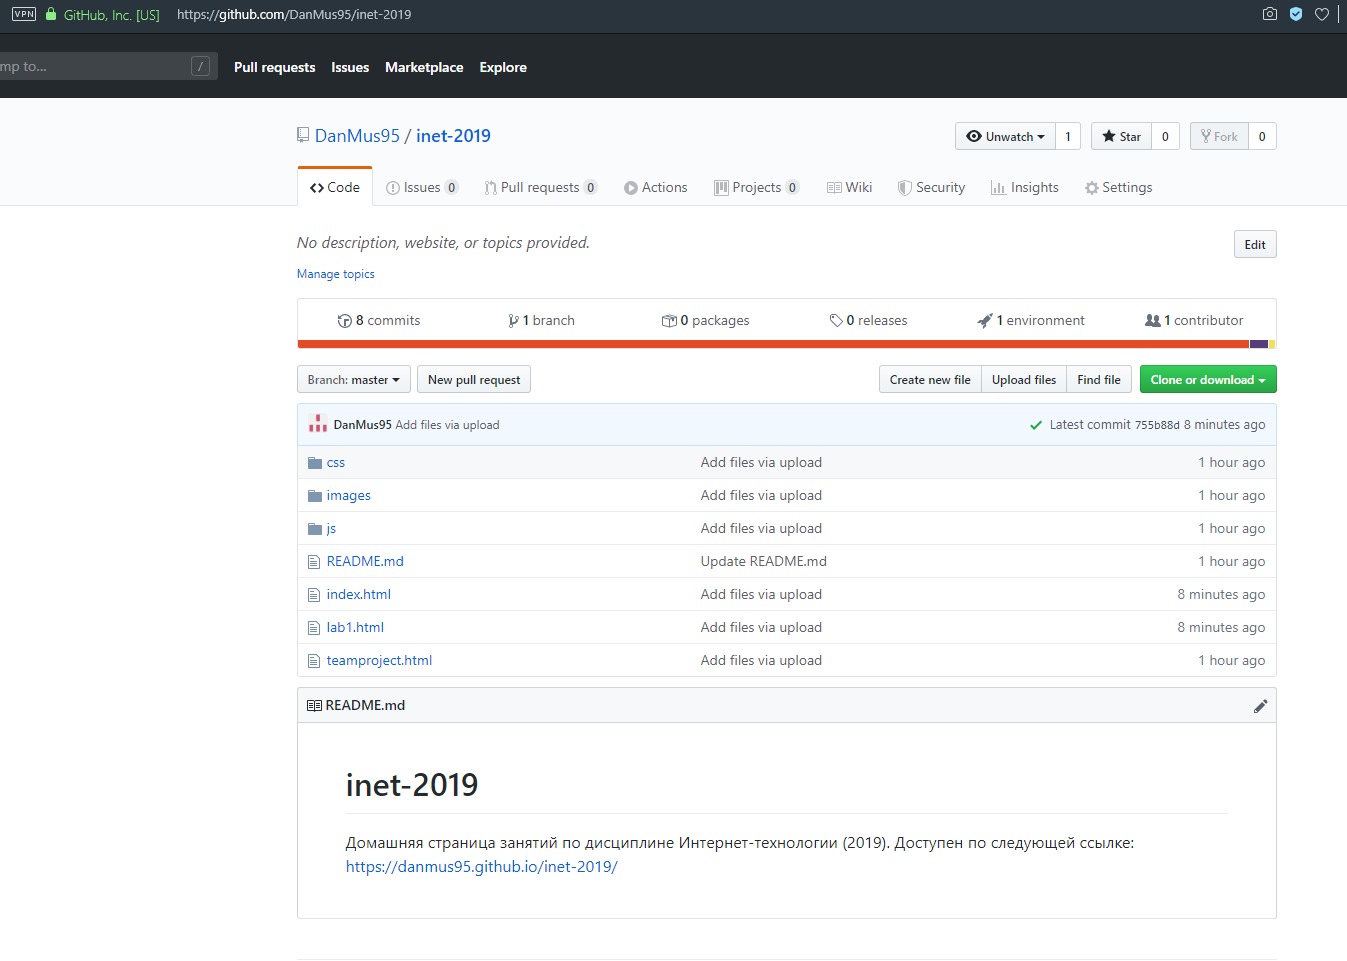 VPN GitHub, Inc. [US] https://github.com/DanMus95/inet-2019
mp to... / Pull requests Issues Marketplace Explore
DanMus95 / inet-2019 Unwatch 1 Star 0 Fork 0
Code Issues 0 Pull requests 0 Actions Projects 0 Wiki Security Insights Settings
No description, website, or topics provided. Edit
Manage topics
8 commits 1 branch 0 packages 0 releases 1 environment 1 contributor
Branch: master New pull request Create new file Upload files Find file Clone or download
DanMus95 Add files via upload Latest commit 755b88d 8 minutes ago
css Add files via upload 1 hour ago
images Add files via upload 1 hour ago
js Add files via upload 1 hour ago
README.md Update README.md 1 hour ago
index.html Add files via upload 8 minutes ago
lab1.html Add files via upload 8 minutes ago
teamproject.html Add files via upload 1 hour ago
README.md
inet-2019
Домашняя страница занятий по дисциплине Интернет-технологии (2019). Доступен по следующей ссылке:
https://danmus95.github.io/inet-2019/